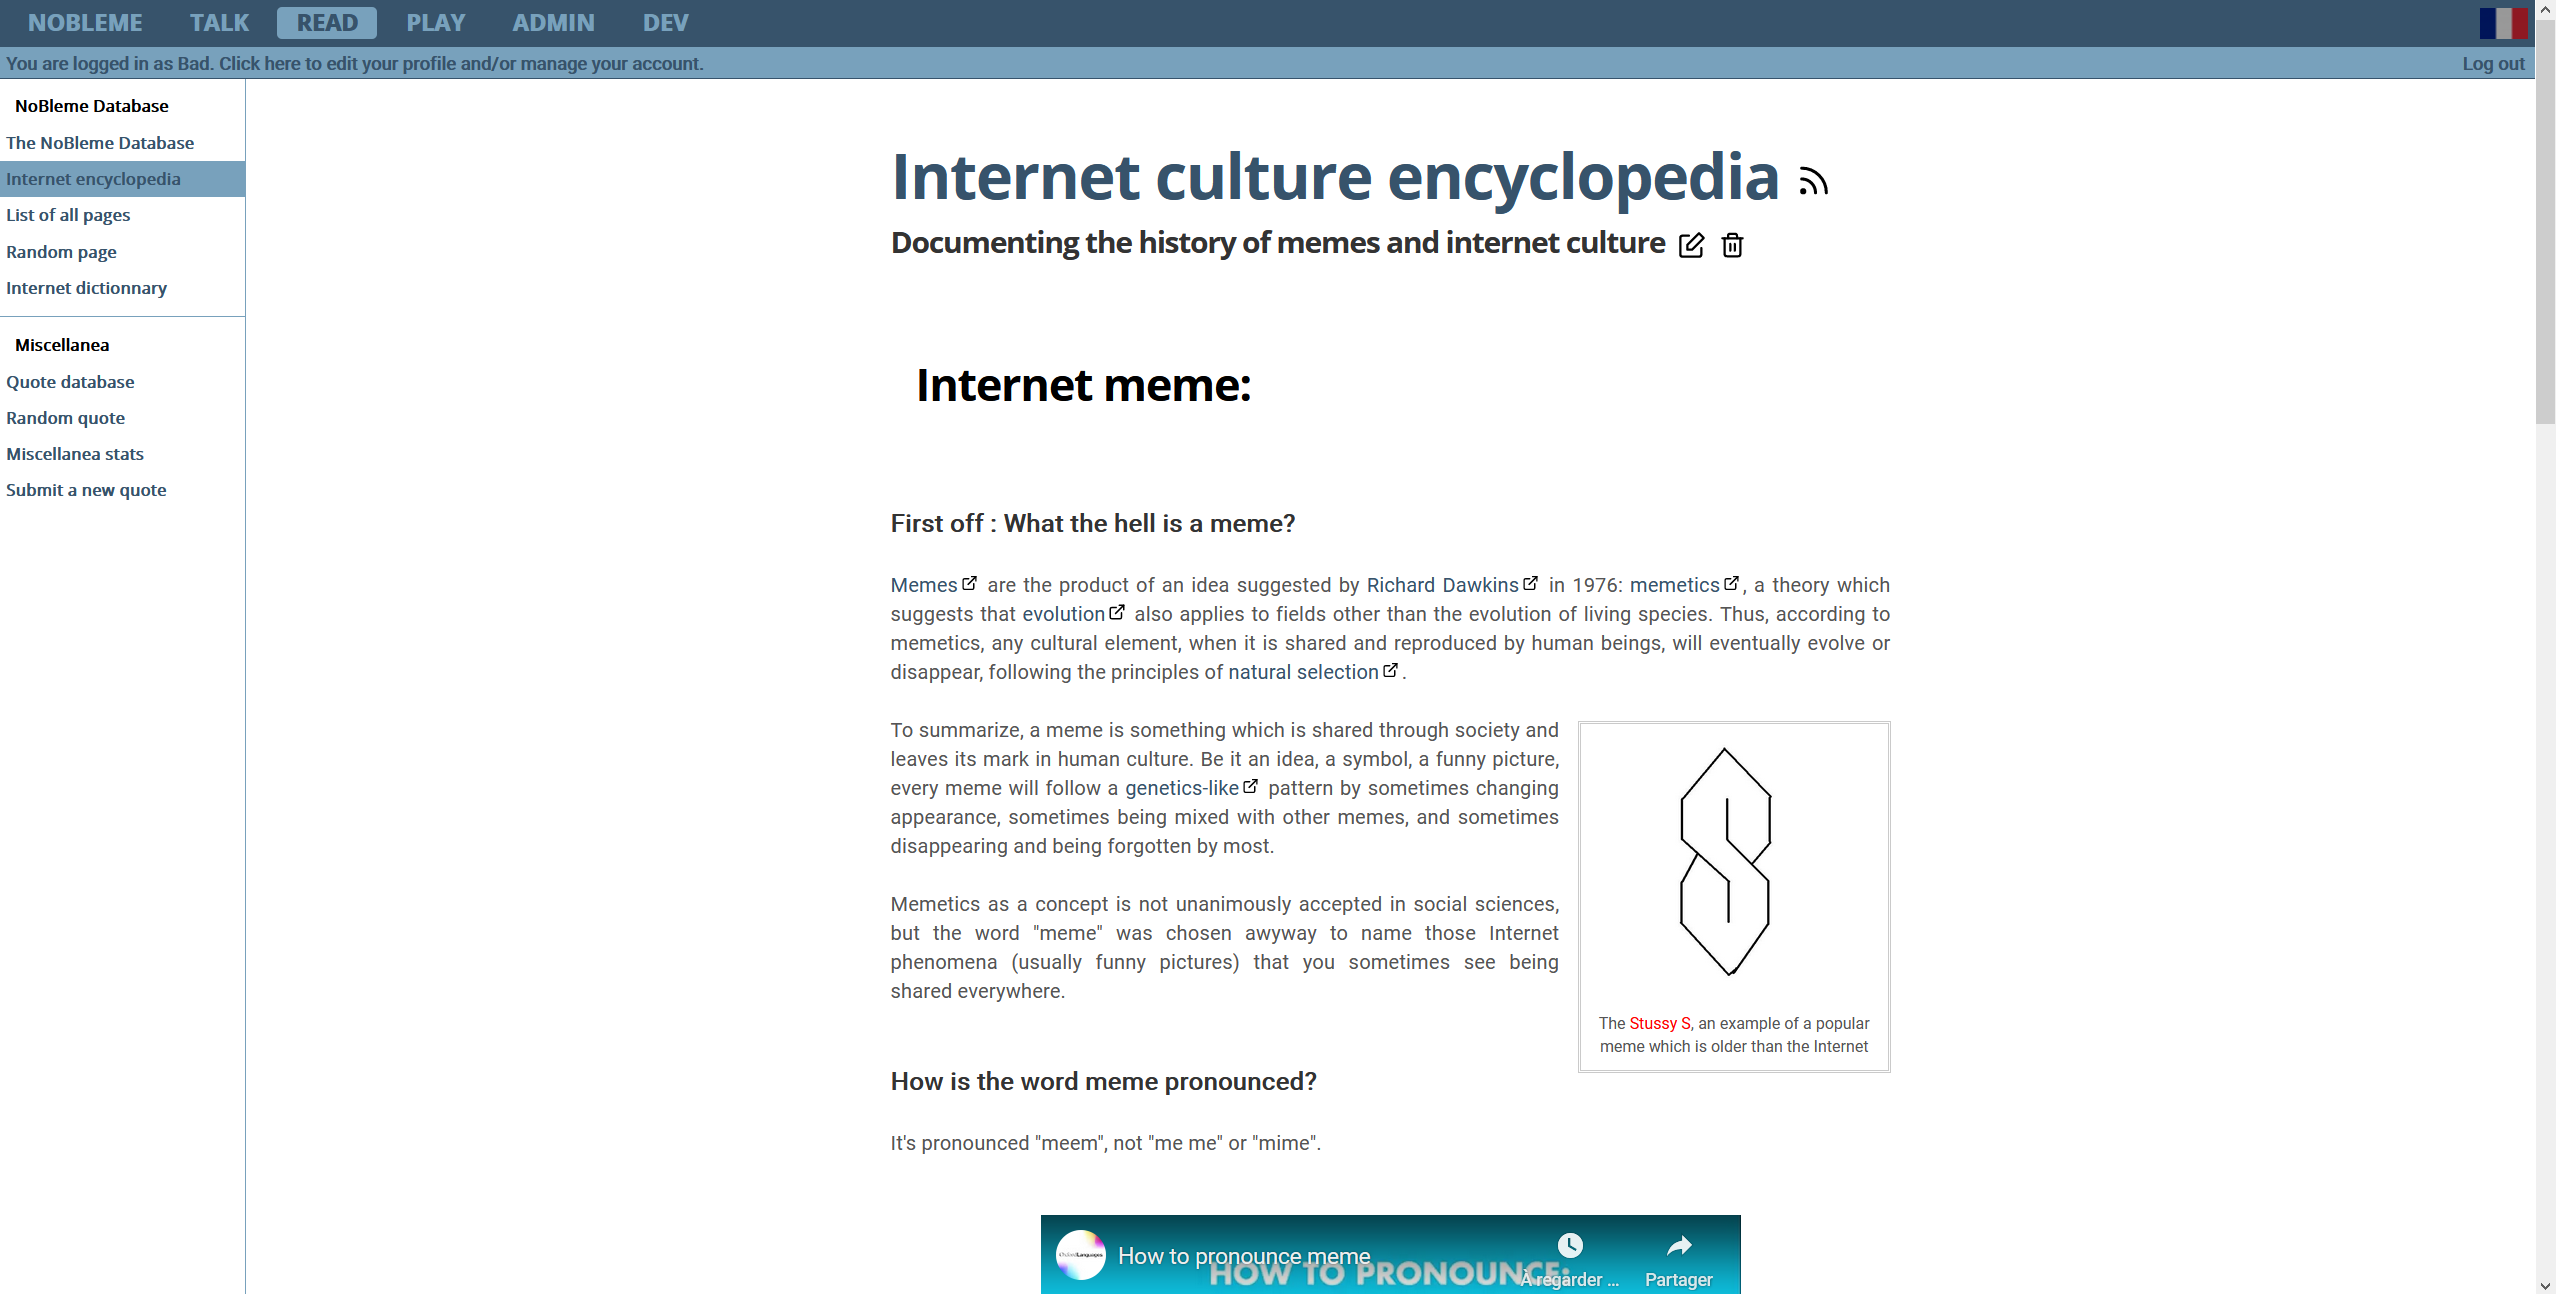 NOBLEME TALK READ PLAY ADMIN DEV
You are logged in as Bad. Click here to edit your profile and/or manage your account. Log out
NoBleme Database
The NoBleme Database
Internet encyclopedia
List of all pages
Random page
Internet dictionnary
Miscellanea
Quote database
Random quote
Miscellanea stats
Submit a new quote
Internet culture encyclopedia
Documenting the history of memes and internet culture
Internet meme:
First off : What the hell is a meme?
Memes are the product of an idea suggested by Richard Dawkins in 1976: memetics, a theory which
suggests that evolution also applies to fields other than the evolution of living species. Thus, according to
memetics, any cultural element, when it is shared and reproduced by human beings, will eventually evolve or
disappear, following the principles of natural selection.
To summarize, a meme is something which is shared through society and
leaves its mark in human culture. Be it an idea, a symbol, a funny picture,
every meme will follow a genetics-like pattern by sometimes changing
appearance, sometimes being mixed with other memes, and sometimes
disappearing and being forgotten by most.
Memetics as a concept is not unanimously accepted in social sciences,
but the word "meme" was chosen awyway to name those Internet
phenomena (usually funny pictures) that you sometimes see being
shared everywhere.
The Stussy S, an example of a popular
meme which is older than the Internet
How is the word meme pronounced?
It's pronounced "meem", not "me me" or "mime".
How to pronounce meme
HOW TO PRONOUNCE:
À regarder ... Partager